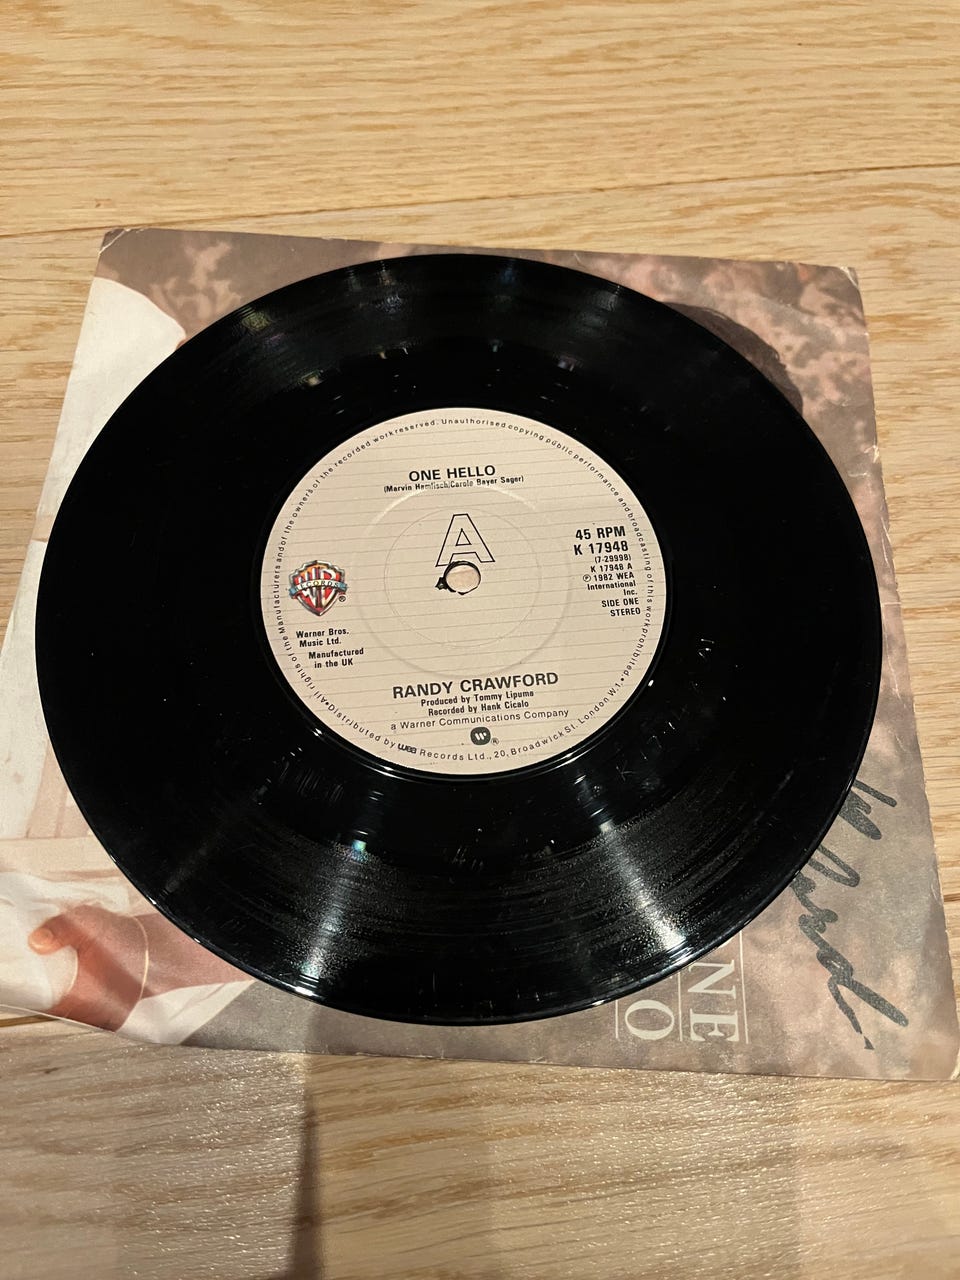 All rights of the Manufacturers and of the owners of the recorded work reserved. Unauthorised copying public performance and broadcasting of this work prohibited.
ONE HELLO
(Marvin Hamlisch/Carole Bayer Sager)
A
45 RPM
K 17948
(7-29998)
K 17948 A
℗ 1982 WEA
International
Inc.
SIDE ONE
STEREO
WB
RECORDS
®
Warner Bros.
Music Ltd.
Manufactured
in the UK
RANDY CRAWFORD
Produced by Tommy Lipuma
Recorded by Hank Cicalo
a Warner Communications Company
W ®
•Distributed by wea Records Ltd., 20, Broadwick St. London W.1.•
NE
O